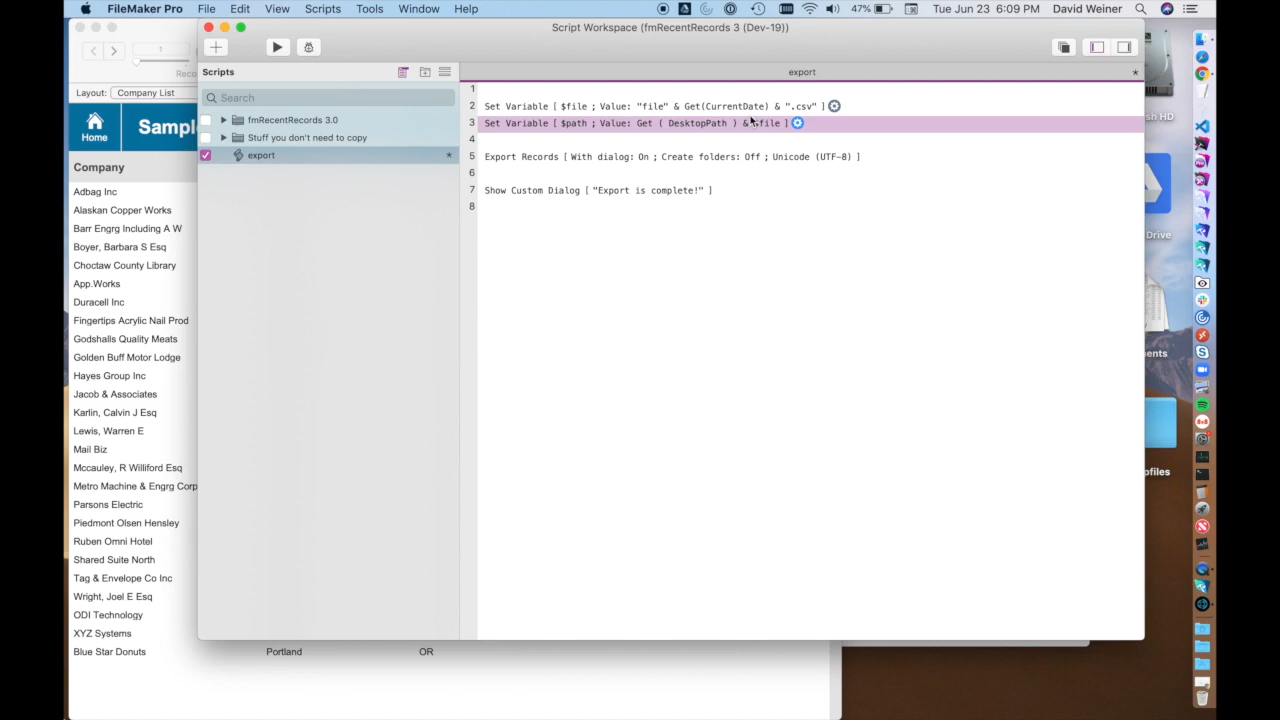 FileMaker Pro File Edit View Scripts Tools Window Help 47% Tue Jun 23 6:09 PM David Weiner
Script Workspace (fmRecentRecords 3 (Dev-19))
1
Layout: Company List
Home
Company
Adbag Inc
Alaskan Copper Works
Barr Engrg Including A W
Boyer, Barbara S Esq
Choctaw County Library
App.Works
Duracell Inc
Fingertips Acrylic Nail Prod
Godshalls Quality Meats
Golden Buff Motor Lodge
Hayes Group Inc
Jacob & Associates
Karlin, Calvin J Esq
Lewis, Warren E
Mail Biz
Mccauley, R Williford Esq
Metro Machine & Engrg Corp
Parsons Electric
Piedmont Olsen Hensley
Ruben Omni Hotel
Shared Suite North
Tag & Envelope Co Inc
Wright, Joel E Esq
ODI Technology
XYZ Systems
Blue Star Donuts Portland OR
Scripts
Search
fmRecentRecords 3.0
Stuff you don't need to copy
export *
export *
1
2 Set Variable [ $file ; Value: "file" & Get(CurrentDate) & ".csv" ]
3 Set Variable [ $path ; Value: Get ( DesktopPath ) & $file ]
4
5 Export Records [ With dialog: On ; Create folders: Off ; Unicode (UTF-8) ]
6
7 Show Custom Dialog [ "Export is complete!" ]
8
8x8